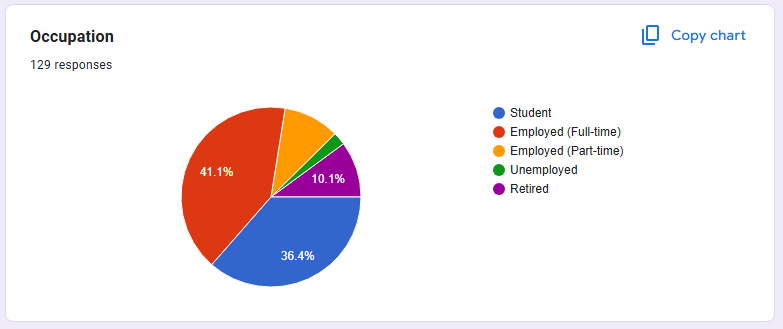 Occupation
Copy chart
129 responses
Student
Employed (Full-time)
Employed (Part-time)
Unemployed
Retired
41.1%
10.1%
36.4%